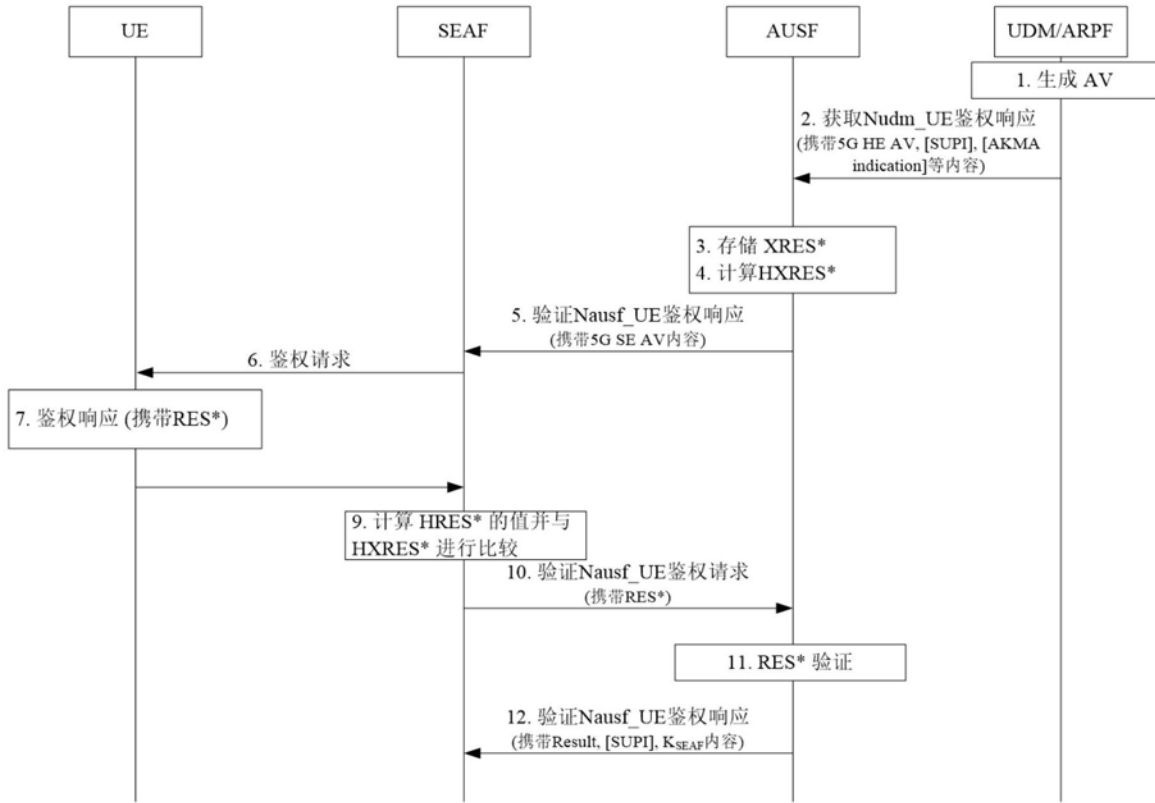 UE
SEAF
AUSF
UDM/ARPF
1. 生成 AV
2. 获取Nudm_UE鉴权响应
(携带5G HE AV, [SUPI], [AKMA
indication]等内容)
3. 存储 XRES*
4. 计算HXRES*
5. 验证Nausf_UE鉴权响应
(携带5G SE AV内容)
6. 鉴权请求
7. 鉴权响应 (携带RES*)
9. 计算 HRES* 的值并与
HXRES* 进行比较
10. 验证Nausf_UE鉴权请求
(携带RES*)
11. RES* 验证
12. 验证Nausf_UE鉴权响应
(携带Result, [SUPI], KSEAF内容)